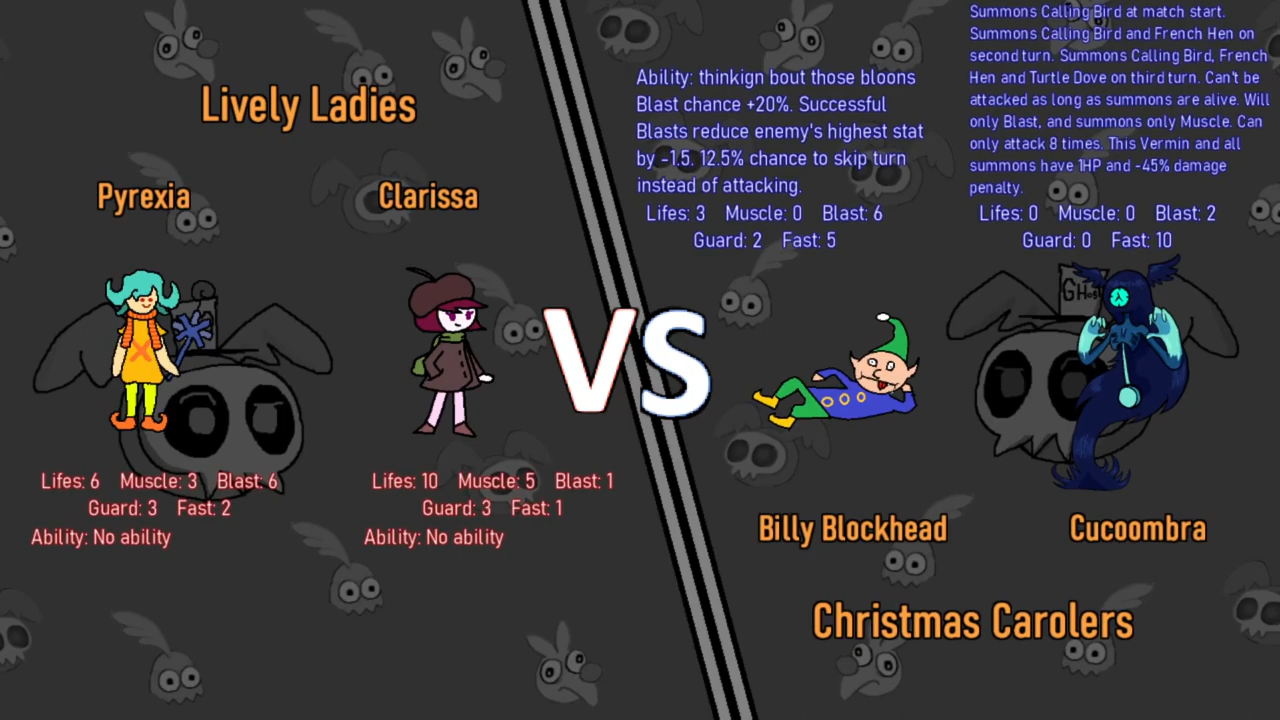 Lively Ladies
Pyrexia
Clarissa
Lifes: 6 Muscle: 3 Blast: 6
Guard: 3 Fast: 2
Ability: No ability
Lifes: 10 Muscle: 5 Blast: 1
Guard: 3 Fast: 1
Ability: No ability
VS
Ability: thinkign bout those bloons
Blast chance +20%. Successful
Blasts reduce enemy's highest stat
by -1.5. 12.5% chance to skip turn
instead of attacking.
Lifes: 3 Muscle: 0 Blast: 6
Guard: 2 Fast: 5
Summons Calling Bird at match start.
Summons Calling Bird and French Hen on
second turn. Summons Calling Bird, French
Hen and Turtle Dove on third turn. Can't be
attacked as long as summons are alive. Will
only Blast, and summons only Muscle. Can
only attack 8 times. This Vermin and all
summons have 1HP and -45% damage
penalty.
Lifes: 0 Muscle: 0 Blast: 2
Guard: 0 Fast: 10
Billy Blockhead
Cucoombra
Christmas Carolers